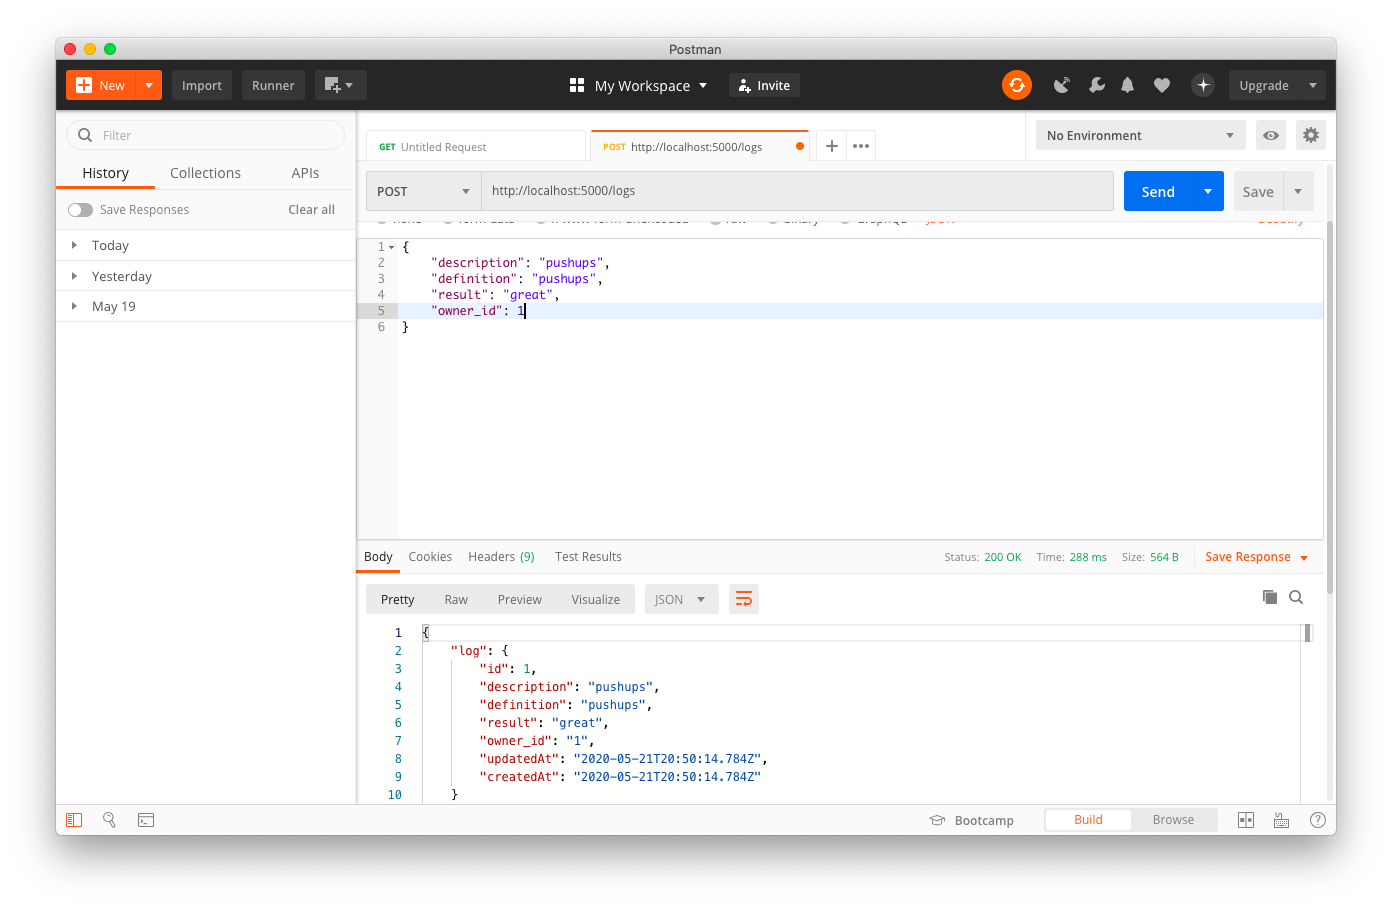 Postman
New
Import
Runner
My Workspace
Invite
Upgrade
Filter
History Collections APIs
Save Responses Clear all
Today
Yesterday
May 19
GET Untitled Request
POST http://localhost:5000/logs
No Environment
POST http://localhost:5000/logs
Send
Save
1 {
2 "description": "pushups",
3 "definition": "pushups",
4 "result": "great",
5 "owner_id": 1
6 }
Body Cookies Headers (9) Test Results
Status: 200 OK Time: 288 ms Size: 564 B
Save Response
Pretty Raw Preview Visualize JSON
1 {
2 "log": {
3 "id": 1,
4 "description": "pushups",
5 "definition": "pushups",
6 "result": "great",
7 "owner_id": "1",
8 "updatedAt": "2020-05-21T20:50:14.784Z",
9 "createdAt": "2020-05-21T20:50:14.784Z"
10 }
Bootcamp Build Browse